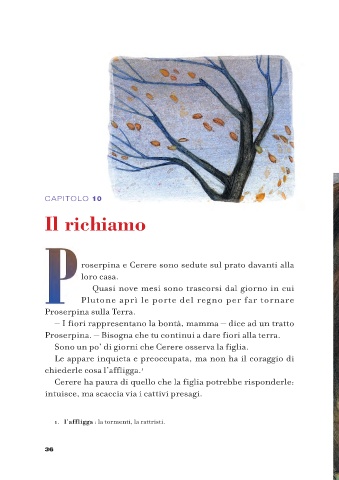 CAPITOLO 10
Il richiamo
Proserpina e Cerere sono sedute sul prato davanti alla
loro casa.
Quasi nove mesi sono trascorsi dal giorno in cui
Plutone aprì le porte del regno per far tornare
Proserpina sulla Terra.
– I fiori rappresentano la bontà, mamma – dice ad un tratto
Proserpina. – Bisogna che tu continui a dare fiori alla terra.
Sono un po' di giorni che Cerere osserva la figlia.
Le appare inquieta e preoccupata, ma non ha il coraggio di
chiederle cosa l'affligga.¹
Cerere ha paura di quello che la figlia potrebbe risponderle:
intuisce, ma scaccia via i cattivi presagi.
1. l'affligga : la tormenti, la rattristi.
36